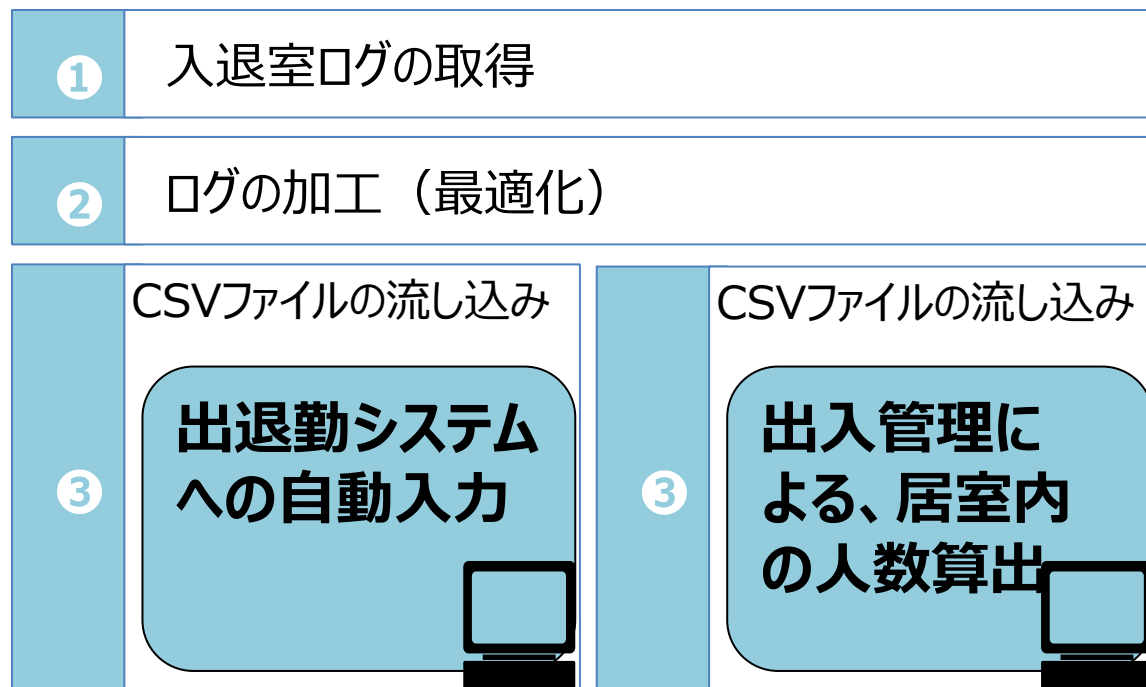 ❶ 入退室ログの取得
❷ ログの加工（最適化）
❸
CSVファイルの流し込み
出退勤システム
への自動入力
❸
CSVファイルの流し込み
出入管理に
よる、居室内
の人数算出